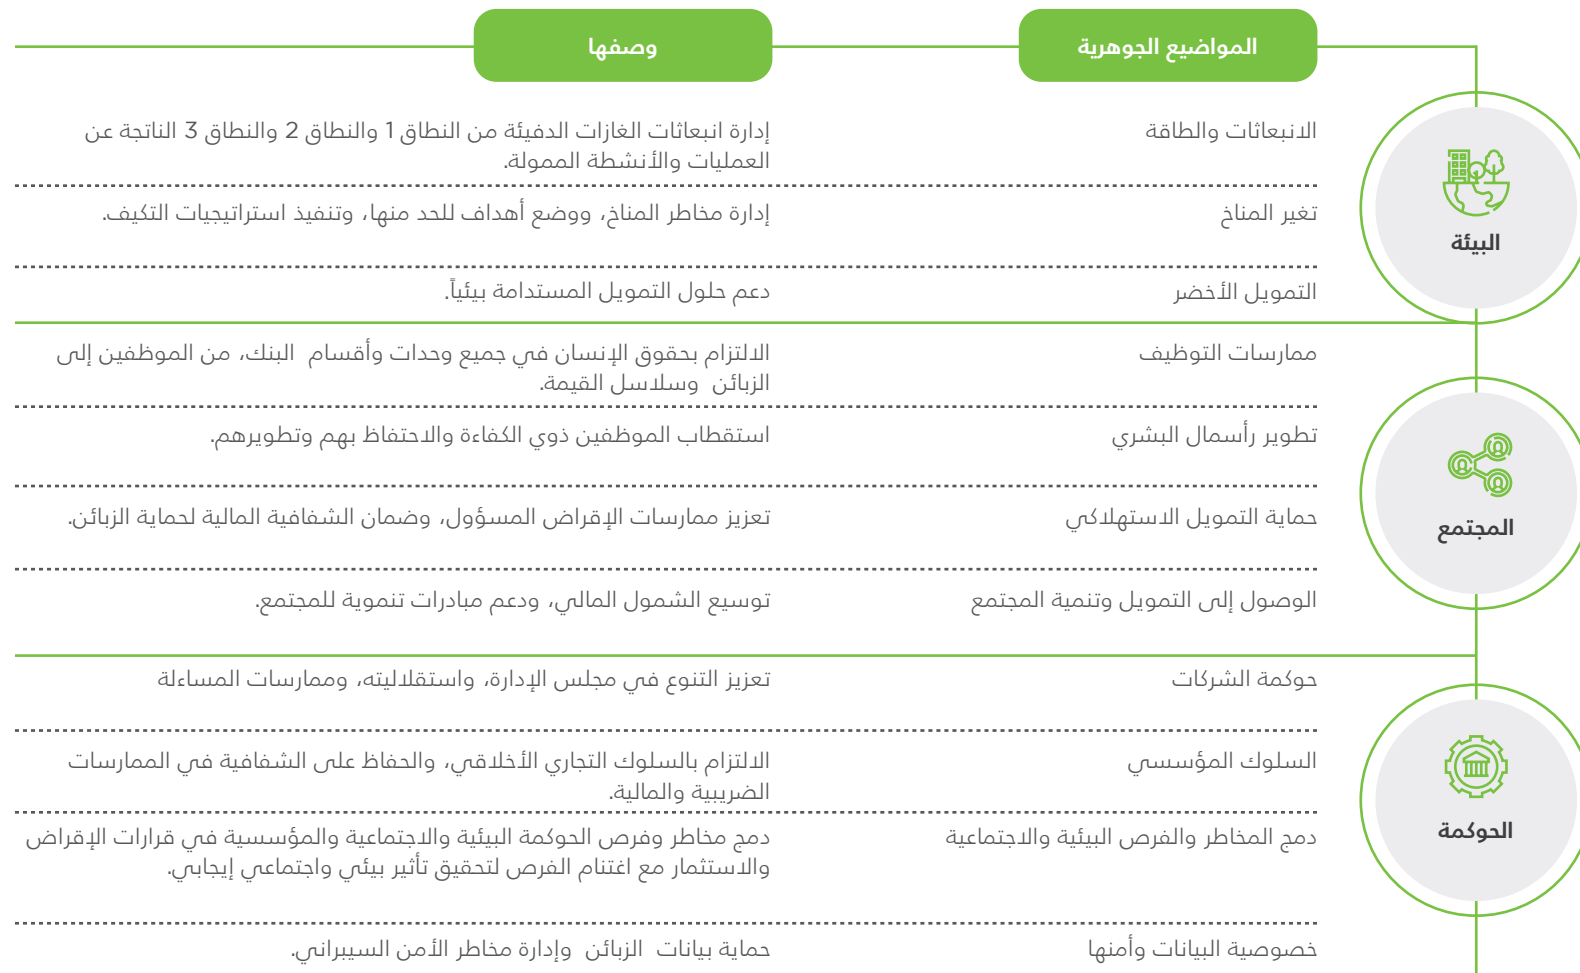 المواضيع الجوهرية
وصفها
البيئة
الانبعاثات والطاقة
إدارة انبعاثات الغازات الدفيئة من النطاق 1 والنطاق 2 والنطاق 3 الناتجة عن
العمليات والأنشطة الممولة.
تغير المناخ
إدارة مخاطر المناخ، ووضع أهداف للحد منها، وتنفيذ استراتيجيات التكيف.
التمويل الأخضر
دعم حلول التمويل المستدامة بيئياً.
المجتمع
ممارسات التوظيف
الالتزام بحقوق الإنسان في جميع وحدات وأقسام البنك، من الموظفين إلى
الزبائن وسلاسل القيمة.
تطوير رأسمال البشري
استقطاب الموظفين ذوي الكفاءة والاحتفاظ بهم وتطويرهم.
حماية التمويل الاستهلاكي
تعزيز ممارسات الإقراض المسؤول، وضمان الشفافية المالية لحماية الزبائن.
الوصول إلى التمويل وتنمية المجتمع
توسيع الشمول المالي، ودعم مبادرات تنموية للمجتمع.
الحوكمة
حوكمة الشركات
تعزيز التنوع في مجلس الإدارة، واستقلاليته، وممارسات المساءلة
السلوك المؤسسي
الالتزام بالسلوك التجاري الأخلاقي، والحفاظ على الشفافية في الممارسات
الضريبية والمالية.
دمج المخاطر والفرص البيئية والاجتماعية
دمج مخاطر وفرص الحوكمة البيئية والاجتماعية والمؤسسية في قرارات الإقراض
والاستثمار مع اغتنام الفرص لتحقيق تأثير بيئي واجتماعي إيجابي.
خصوصية البيانات وأمنها
حماية بيانات الزبائن وإدارة مخاطر الأمن السيبراني.